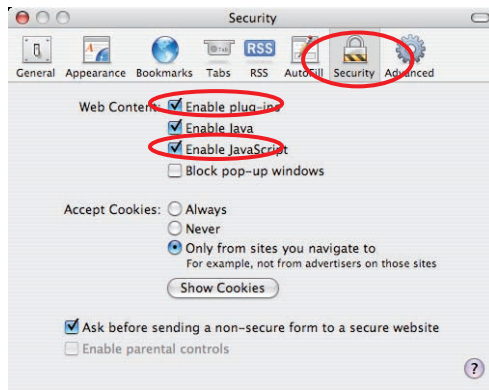 Security
RSS
General Appearance Bookmarks Tabs RSS AutoFill Security Advanced
Web Content: Enable plug-ins
Enable Java
Enable JavaScript
Block pop-up windows
Accept Cookies: Always
Never
Only from sites you navigate to
For example, not from advertisers on those sites
Show Cookies
Ask before sending a non-secure form to a secure website
Enable parental controls
?